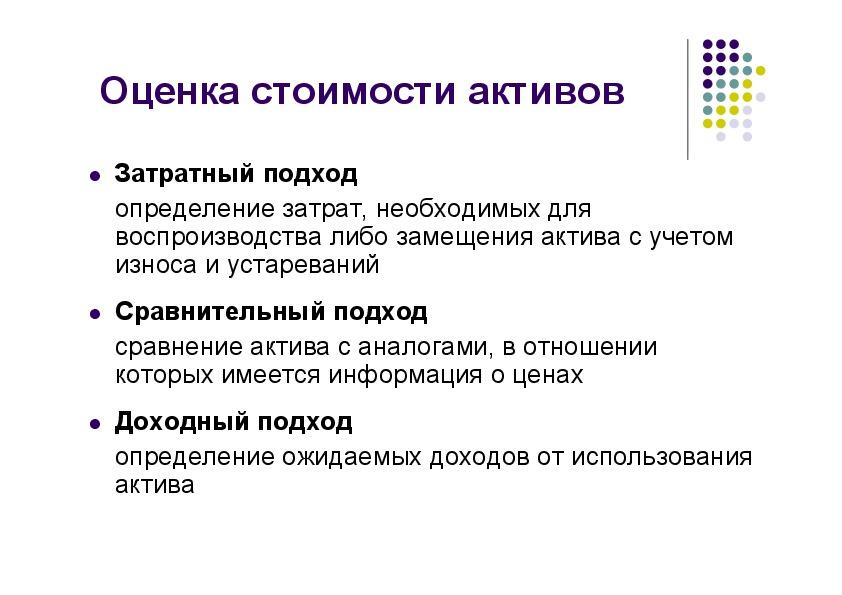 Оценка стоимости активов
Затратный подход
определение затрат, необходимых для
воспроизводства либо замещения актива с учетом
износа и устареваний
Сравнительный подход
сравнение актива с аналогами, в отношении
которых имеется информация о ценах
Доходный подход
определение ожидаемых доходов от использования
актива